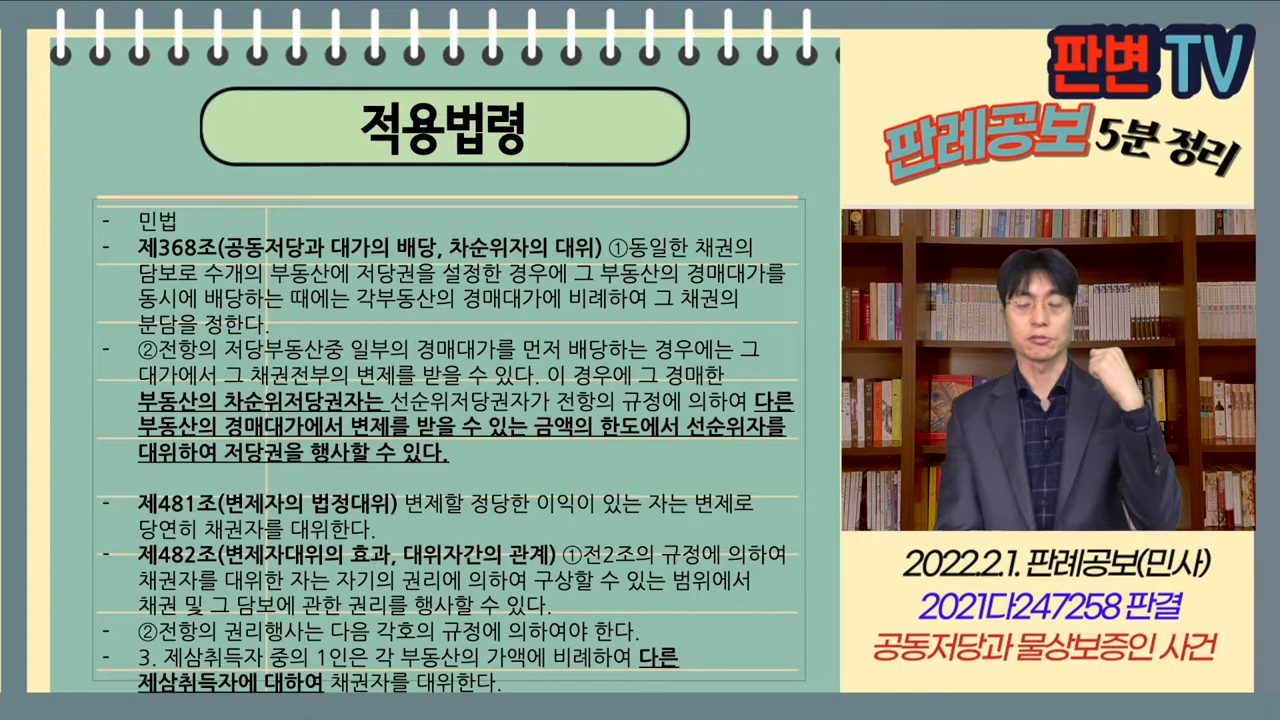 적용법령
- 민법
- 제368조(공동저당과 대가의 배당, 차순위자의 대위) ①동일한 채권의
담보로 수개의 부동산에 저당권을 설정한 경우에 그 부동산의 경매대가를
동시에 배당하는 때에는 각부동산의 경매대가에 비례하여 그 채권의
분담을 정한다.
- ②전항의 저당부동산중 일부의 경매대가를 먼저 배당하는 경우에는 그
대가에서 그 채권전부의 변제를 받을 수 있다. 이 경우에 그 경매한
부동산의 차순위저당권자는 선순위저당권자가 전항의 규정에 의하여 다른
부동산의 경매대가에서 변제를 받을 수 있는 금액의 한도에서 선순위자를
대위하여 저당권을 행사할 수 있다.
- 제481조(변제자의 법정대위) 변제할 정당한 이익이 있는 자는 변제로
당연히 채권자를 대위한다.
- 제482조(변제자대위의 효과, 대위자간의 관계) ①전2조의 규정에 의하여
채권자를 대위한 자는 자기의 권리에 의하여 구상할 수 있는 범위에서
채권 및 그 담보에 관한 권리를 행사할 수 있다.
- ②전항의 권리행사는 다음 각호의 규정에 의하여야 한다.
- 3. 제삼취득자 중의 1인은 각 부동산의 가액에 비례하여 다른
제삼취득자에 대하여 채권자를 대위한다.
판변 TV
판례공보 5분 정리
2022.2.1. 판례공보(민사)
2021다247258 판결
공동저당과 물상보증인 사건